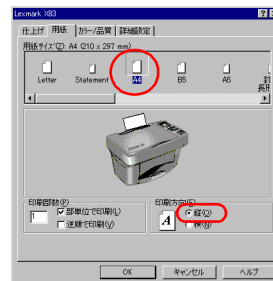 Lexmark X83
仕上げ 用紙 カラー/品質 詳細設定
用紙サイズ(Z): A4 (210 x 297 mm)
Letter Statement A4 B5 A5 封
長形
印刷部数(P)
1
部単位で印刷(L)
逆順で印刷(V)
印刷方向
A
縦(O)
横(N)
OK キャンセル ヘルプ